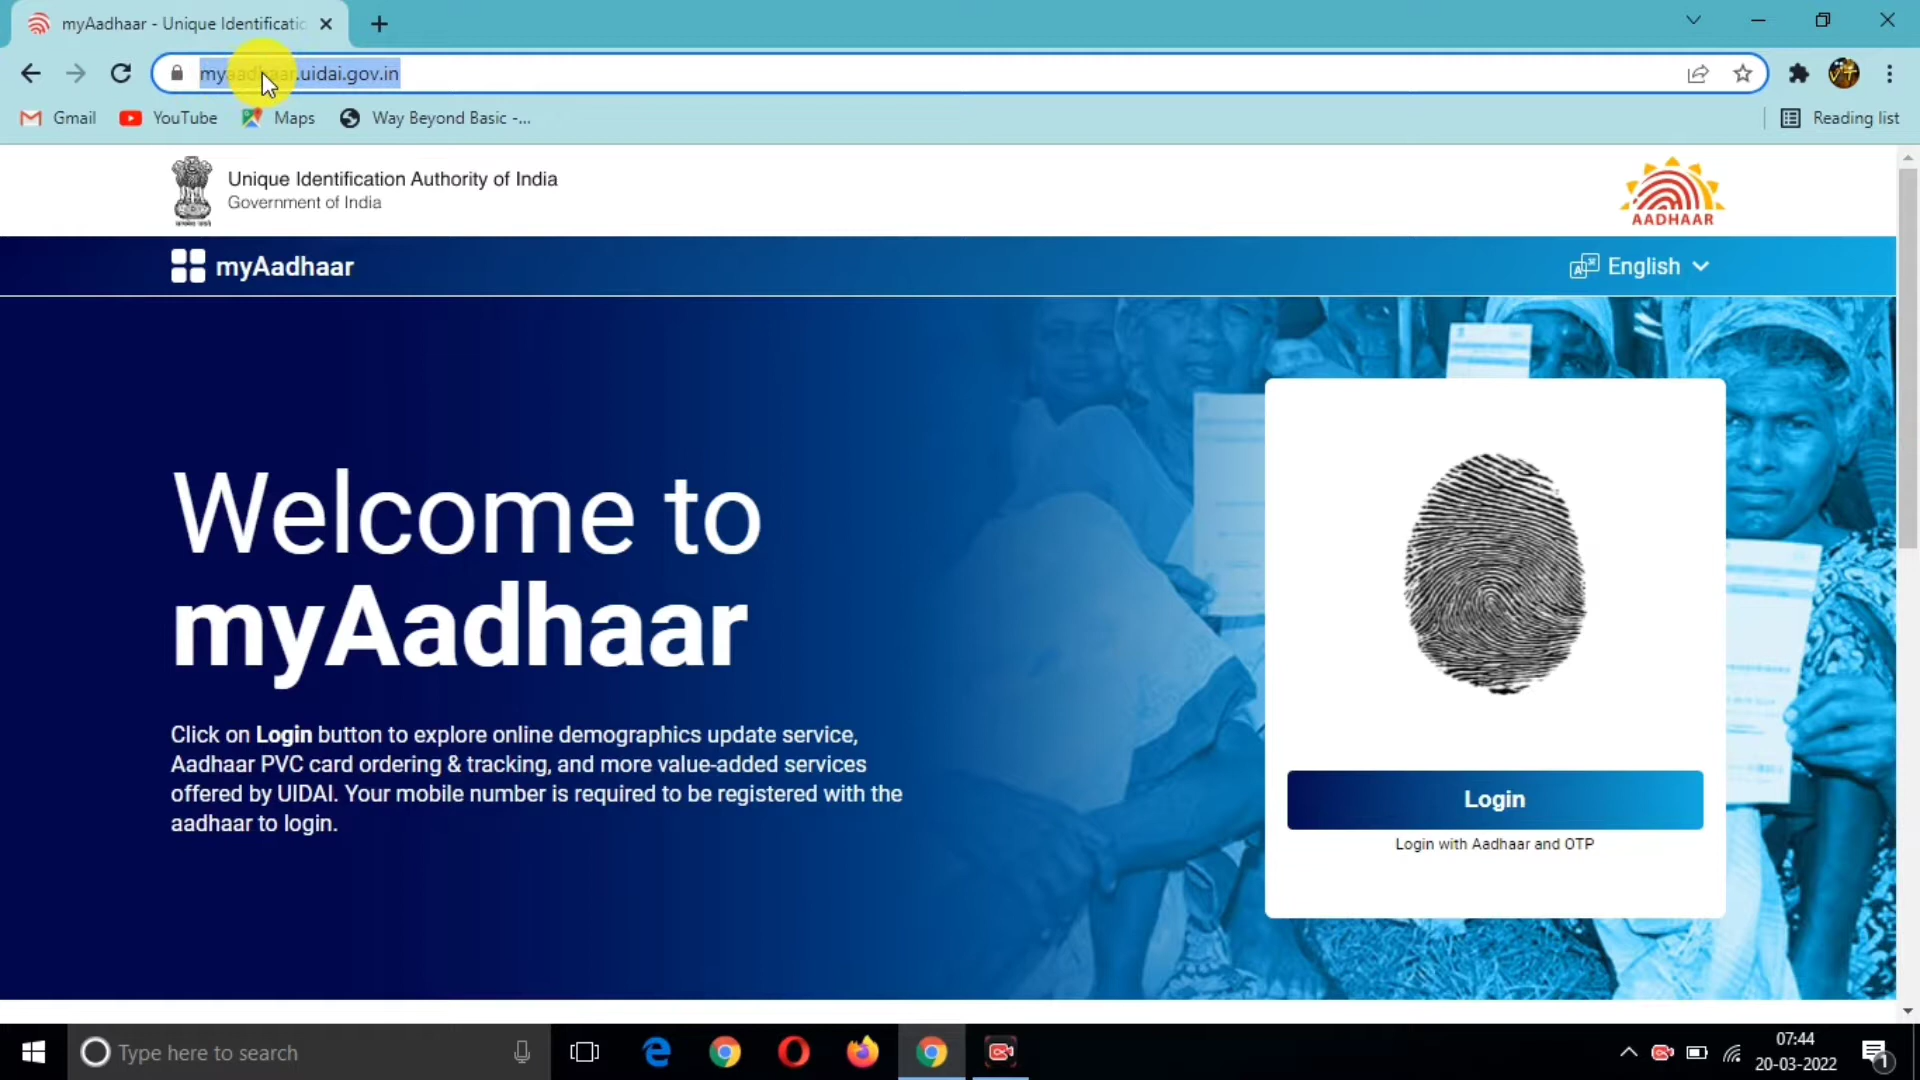 myAadhaar - Unique Identificatic
myaadhaar.uidai.gov.in
Gmail
YouTube
Maps
Way Beyond Basic -...
Reading list
Unique Identification Authority of India
Government of India
AADHAAR
myAadhaar
English
Welcome to
myAadhaar
Click on Login button to explore online demographics update service,
Aadhaar PVC card ordering & tracking, and more value-added services
offered by UIDAI. Your mobile number is required to be registered with the
aadhaar to login.
Login
Login with Aadhaar and OTP
Type here to search
07:44
20-03-2022
1